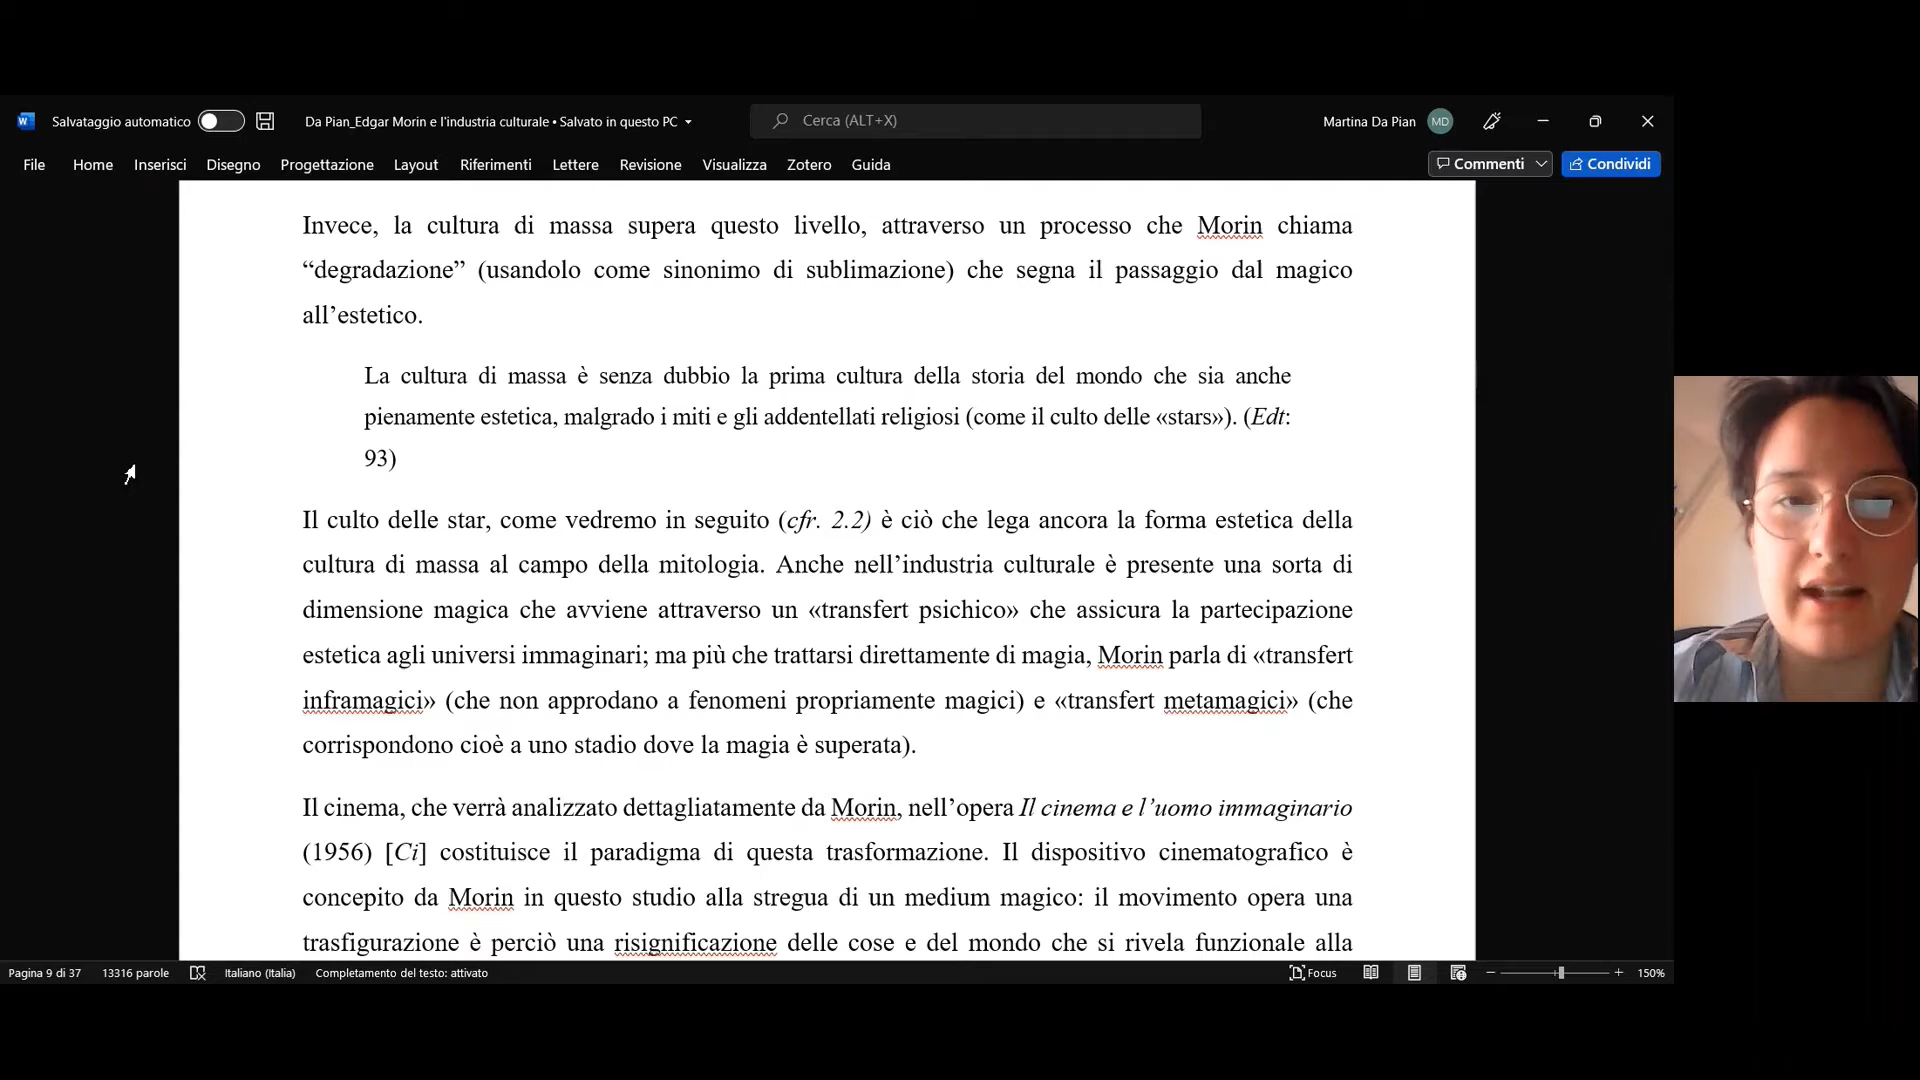 Salvataggio automatico
Da Pian_Edgar Morin e l'industria culturale • Salvato in questo PC
Cerca (ALT+X)
Martina Da Pian
MD
File Home Inserisci Disegno Progettazione Layout Riferimenti Lettere Revisione Visualizza Zotero Guida
Commenti
Condividi
Invece, la cultura di massa supera questo livello, attraverso un processo che Morin chiama
“degradazione” (usandolo come sinonimo di sublimazione) che segna il passaggio dal magico
all’estetico.
La cultura di massa è senza dubbio la prima cultura della storia del mondo che sia anche
pienamente estetica, malgrado i miti e gli addentellati religiosi (come il culto delle «stars»). (Edt:
93)
Il culto delle star, come vedremo in seguito (cfr. 2.2) è ciò che lega ancora la forma estetica della
cultura di massa al campo della mitologia. Anche nell’industria culturale è presente una sorta di
dimensione magica che avviene attraverso un «transfert psichico» che assicura la partecipazione
estetica agli universi immaginari; ma più che trattarsi direttamente di magia, Morin parla di «transfert
inframagici» (che non approdano a fenomeni propriamente magici) e «transfert metamagici» (che
corrispondono cioè a uno stadio dove la magia è superata).
Il cinema, che verrà analizzato dettagliatamente da Morin, nell’opera Il cinema e l’uomo immaginario
(1956) [Ci] costituisce il paradigma di questa trasformazione. Il dispositivo cinematografico è
concepito da Morin in questo studio alla stregua di un medium magico: il movimento opera una
trasfigurazione è perciò una risignificazione delle cose e del mondo che si rivela funzionale alla
Pagina 9 di 37
13316 parole
Italiano (Italia)
Completamento del testo: attivato
Focus
150%